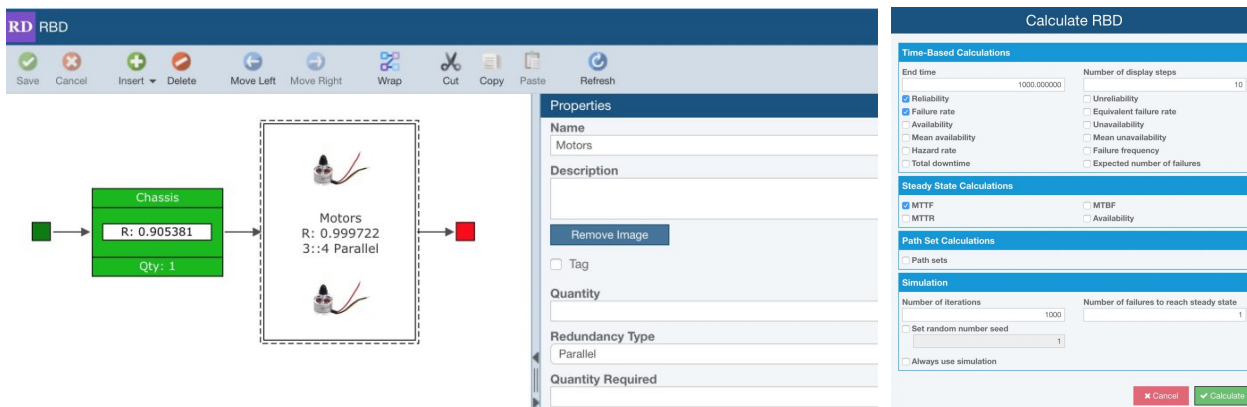 RD RBD
Save Cancel Insert Delete Move Left Move Right Wrap Cut Copy Paste Refresh
Chassis
R: 0.905381
Qty: 1
Motors
R: 0.999722
3::4 Parallel
Properties
Name
Motors
Description
Remove Image
Tag
Quantity
Redundancy Type
Parallel
Quantity Required
Calculate RBD
Time-Based Calculations
End time Number of display steps
1000.000000 10
Reliability Unreliability
Failure rate Equivalent failure rate
Availability Unavailability
Mean availability Mean unavailability
Hazard rate Failure frequency
Total downtime Expected number of failures
Steady State Calculations
MTTF MTBF
MTTR Availability
Path Set Calculations
Path sets
Simulation
Number of iterations Number of failures to reach steady state
1000 1
Set random number seed
1
Always use simulation
Cancel Calculate